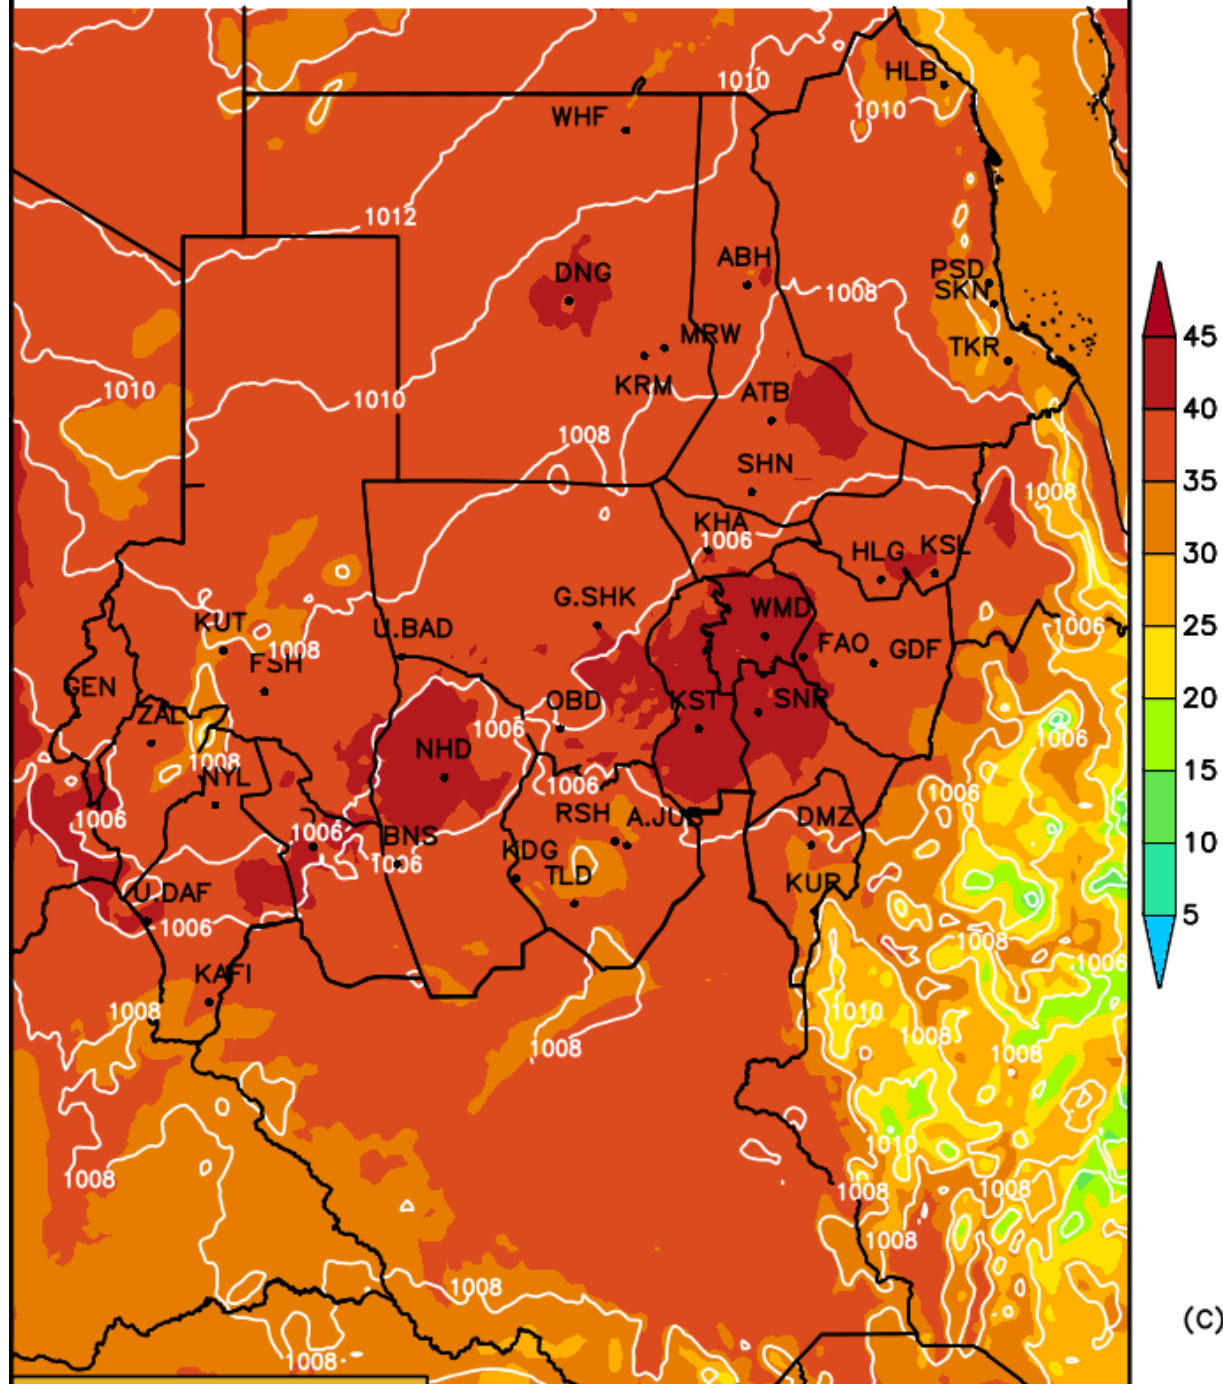 HLB
1010
1010
WHF
1012
ABH
DNG
PSD
SKN
1008
MRW
TKR
45
KRM
1010
1010
ATB
40
1008
SHN
35
1008
KHA
1006
HLG
KSL
30
G.SHK
WMD
KUT
U.BAD
1006
25
1008
FSH
FAO
GDF
GEN
OBD
KST
SNR
20
ZAL
1006
1006
NHD
1008
NYL
15
1006
1006
RSH
A.JUB
DMZ
1006
1006
BNS
10
1006
KDG
TLD
KUR
U.DAF
5
1006
1008
KAFI
1006
1008
1010
1008
1008
1008
1010
1008
1008
1008
1008
1008
(C)
1008